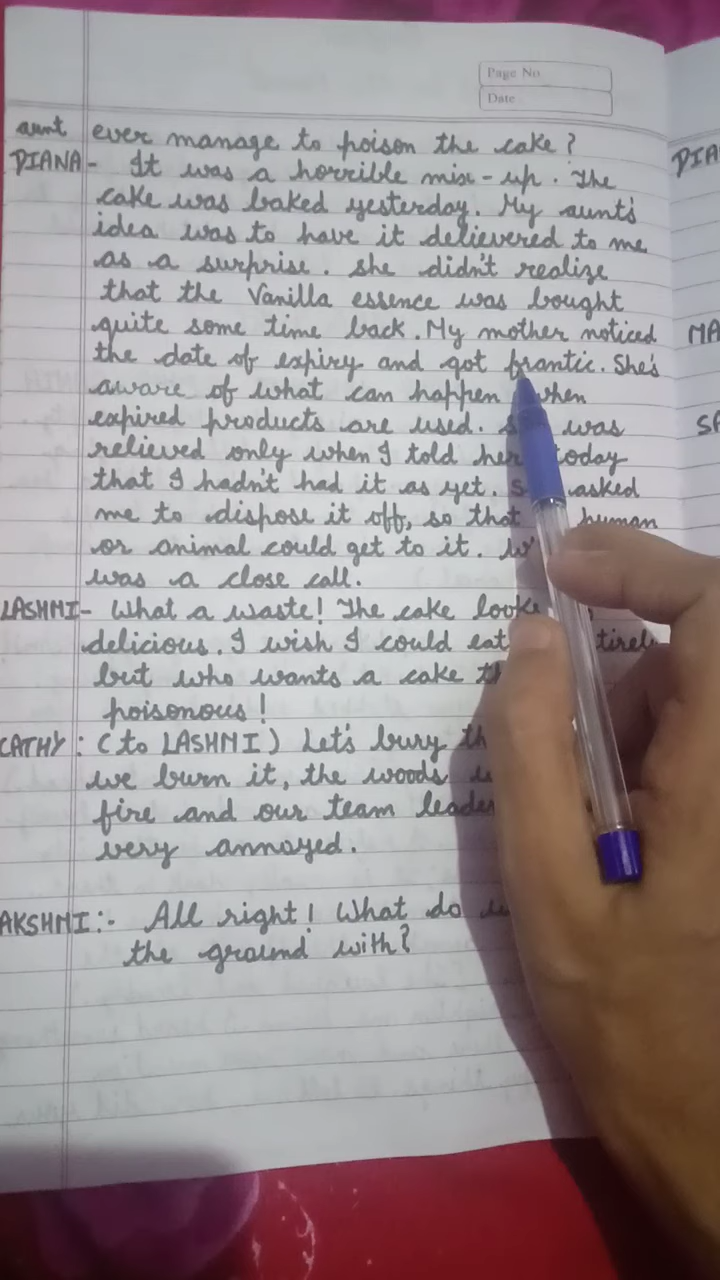 Page No.
Date
aunt ever manage to poison the cake?
DIANA- It was a horrible mix-up. The
cake was baked yesterday. My aunt's
idea was to have it delievered to me
as a surprise. She didn't realize
that the Vanilla essence was bought
quite some time back. My mother noticed
the date of expiry and got frantic. She's
aware of what can happen when
expired products are used. was
relieved only when I told her today
that I hadn't had it as yet. asked
me to dispose it off, so that human
or animal could get to it.
was a close call.
LASHMI- What a waste! The cake
delicious. I wish I could eat
but who wants a cake
poisonous!
CATHY: (to LASHMI) Let's bury
we burn it, the woods
fire and our team leader
very annoyed.
AKSHMI:- All right! What do
the ground with?
DIA
MA
SA